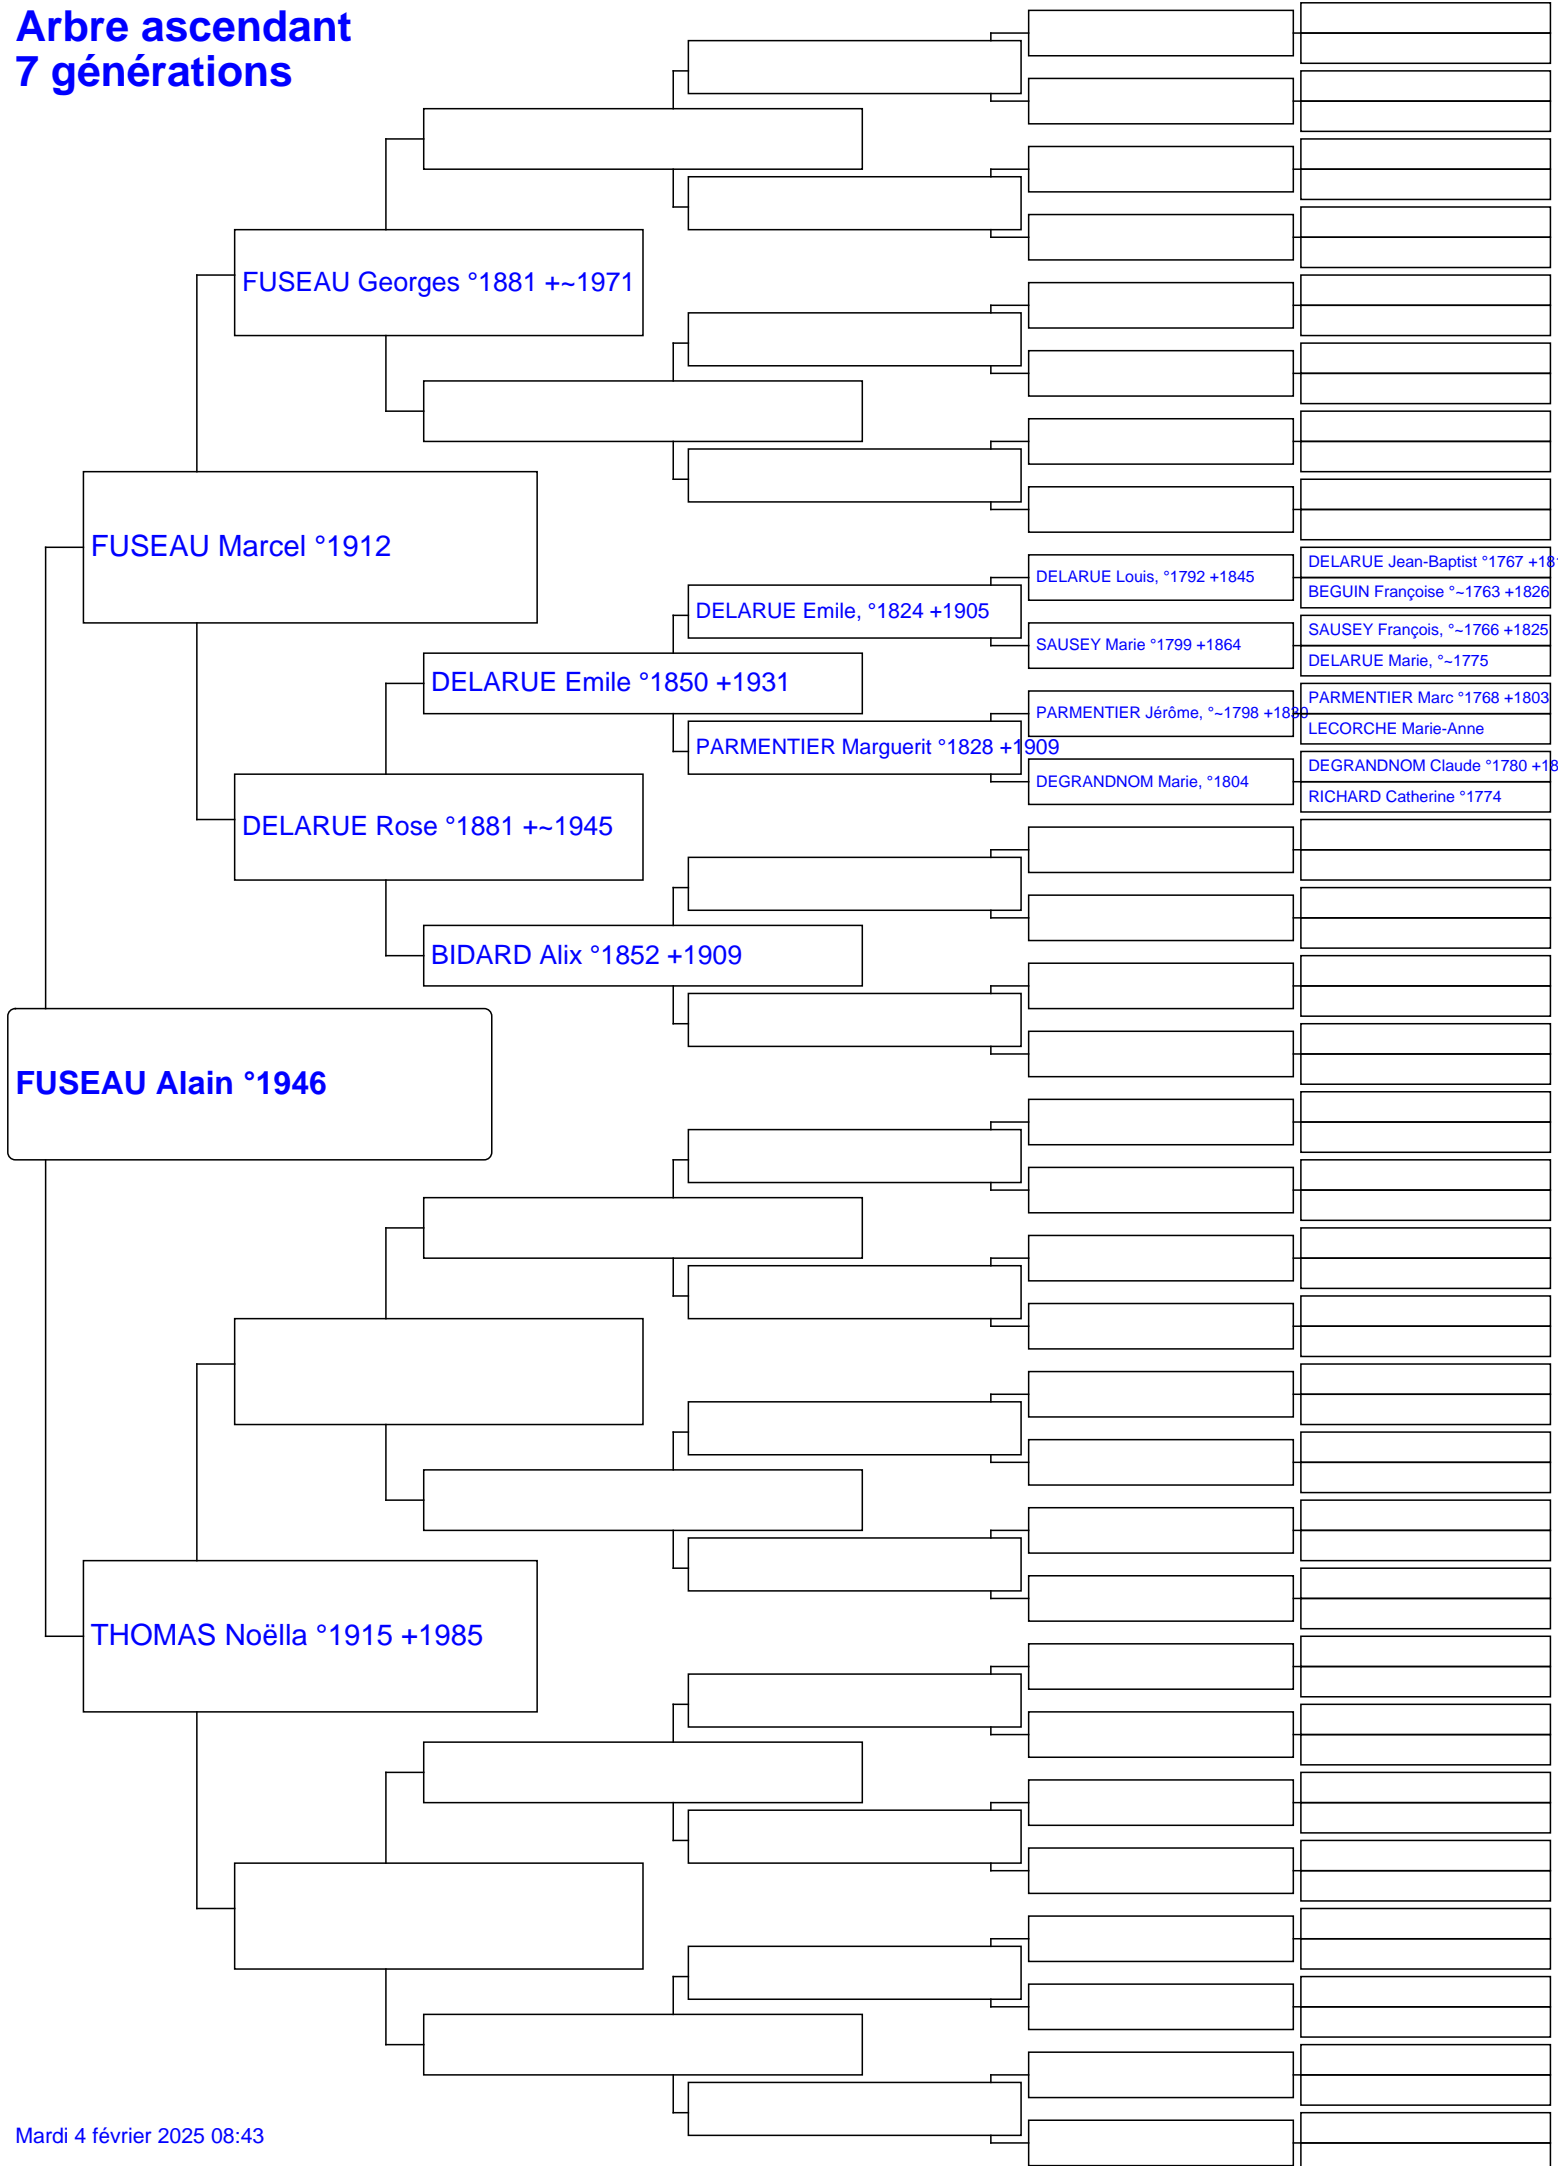 Arbre ascendant
7 générations
FUSEAU Georges °1881 +~1971
FUSEAU Marcel °1912
DELARUE Jean-Baptist °1767 +18
DELARUE Louis, °1792 +1845
BEGUIN Françoise °~1763 +1826
DELARUE Emile, °1824 +1905
SAUSEY François, °~1766 +1825
SAUSEY Marie °1799 +1864
DELARUE Marie, °~1775
DELARUE Emile °1850 +1931
PARMENTIER Marc °1768 +1803
PARMENTIER Jérôme, °~1798 +1830
LECORCHE Marie-Anne
PARMENTIER Marguerit °1828 +1909
DEGRANDNOM Claude °1780 +18
DEGRANDNOM Marie, °1804
RICHARD Catherine °1774
DELARUE Rose °1881 +~1945
BIDARD Alix °1852 +1909
FUSEAU Alain °1946
THOMAS Noëlla °1915 +1985
Mardi 4 février 2025 08:43